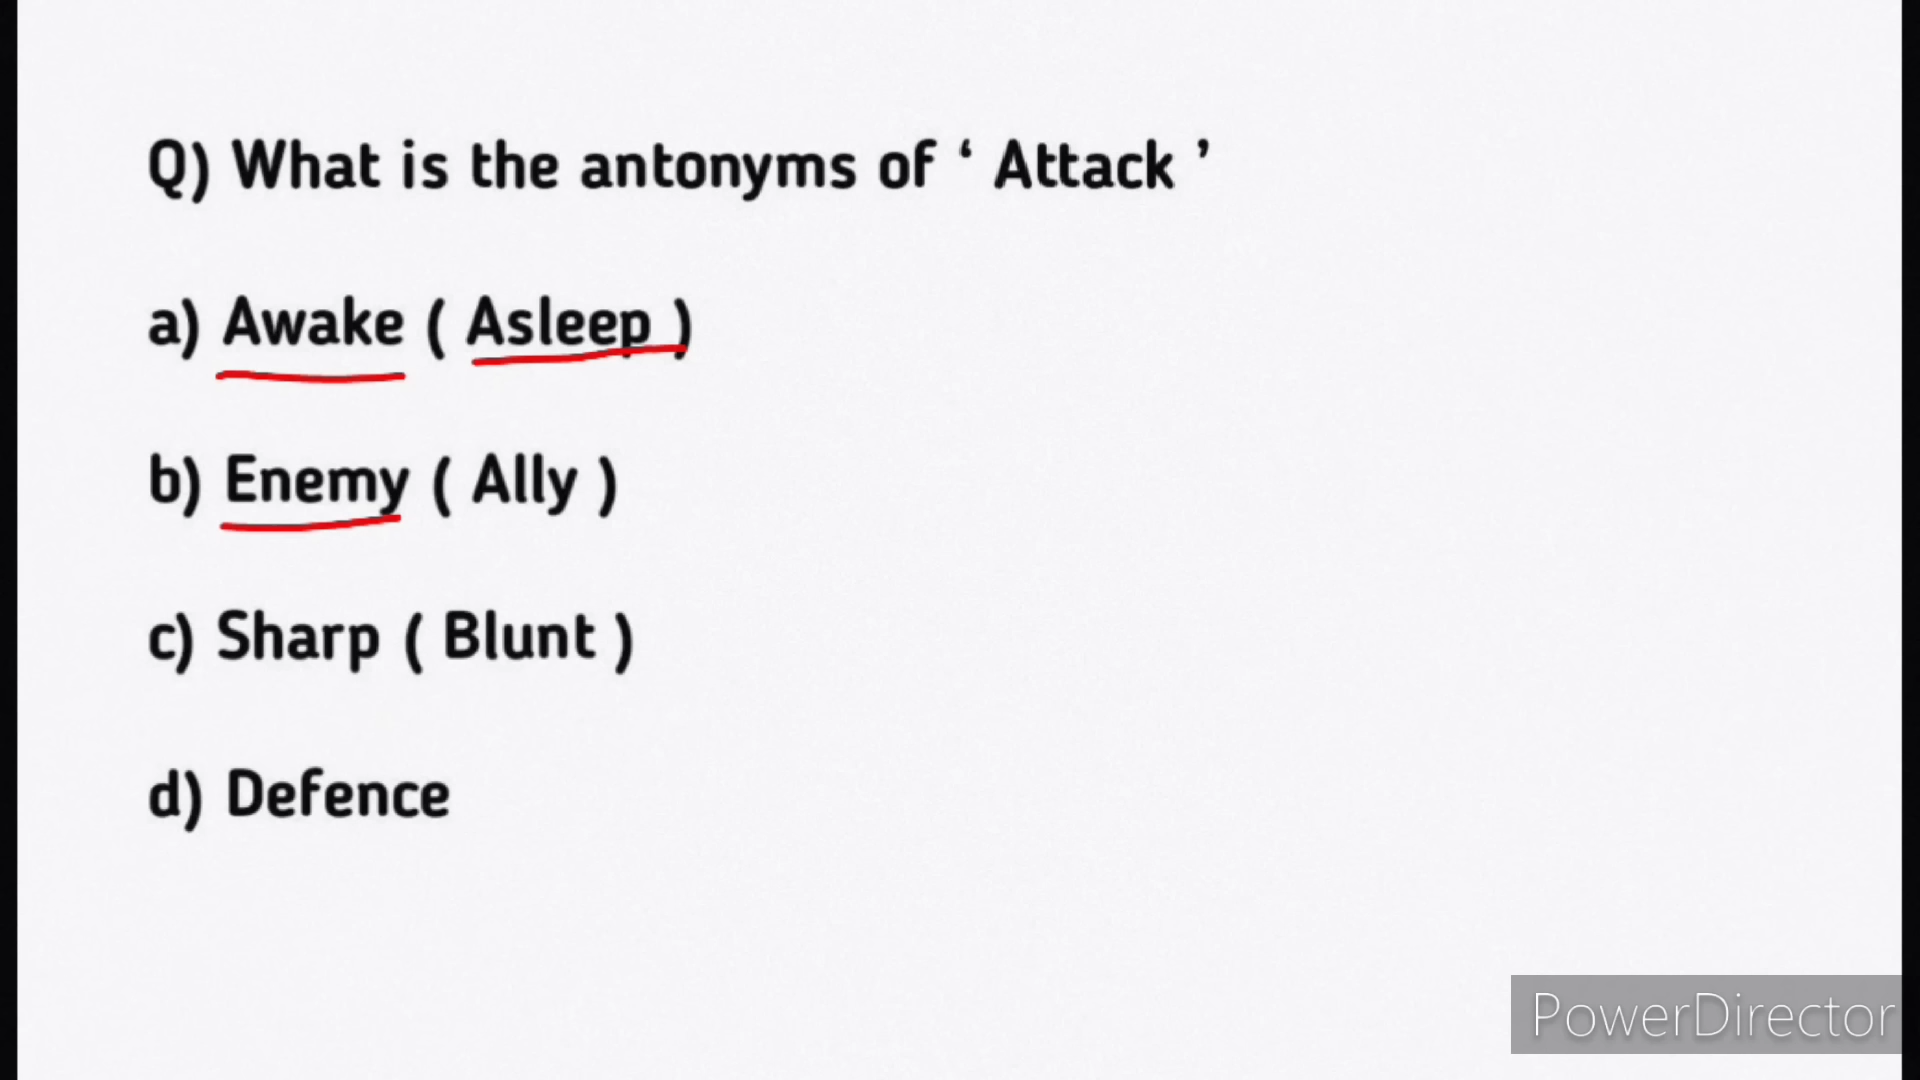 Q) What is the antonyms of ‘ Attack ’
a) Awake ( Asleep )
b) Enemy ( Ally )
c) Sharp ( Blunt )
d) Defence
PowerDirector